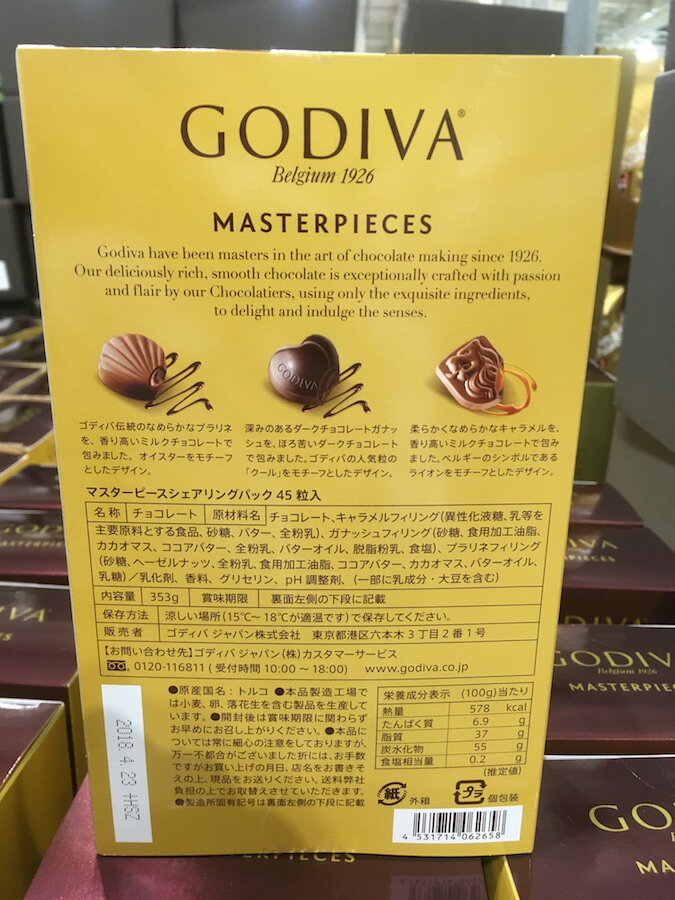 GODIVA®
Belgium 1926
MASTERPIECES
Godiva have been masters in the art of chocolate making since 1926.
Our deliciously rich, smooth chocolate is exceptionally crafted with passion
and flair by our Chocolatiers, using only the exquisite ingredients,
to delight and indulge the senses.
GODIVA
ゴディバ伝統のなめらかなプラリネ
を、香り高いミルクチョコレートで
包みました。オイスターをモチーフ
としたデザイン。
深みのあるダークチョコレートガナッ
シュを、ほろ苦いダークチョコレート
で包みました。ゴディバの人気粒の
「クール」をモチーフとしたデザイン。
柔らかくなめらかなキャラメルを、
香り高いミルクチョコレートで包み
ました。ベルギーのシンボルである
ライオンをモチーフとしたデザイン。
マスターピースシェアリングパック 45 粒入
名 称 チョコレート 原材料名 チョコレート、キャラメルフィリング(異性化液糖、乳等を
主要原料とする食品、砂糖、バター、全粉乳)、ガナッシュフィリング(砂糖、食用加工油脂、
カカオマス、ココアバター、全粉乳、バターオイル、脱脂粉乳、食塩)、プラリネフィリング
(砂糖、ヘーゼルナッツ、全粉乳、食用加工油脂、ココアバター、カカオマス、バターオイル、
乳糖)／乳化剤、香料、グリセリン、pH 調整剤、(一部に乳成分・大豆を含む)
内容量 353g 賞味期限 裏面左側の下段に記載
保存方法 涼しい場所(15℃~18℃が適温です)で保存してください。
販 売 者 ゴディバ ジャパン株式会社 東京都港区六本木３丁目２番１号
【お問い合わせ先】ゴディバ ジャパン(株)カスタマーサービス
0120-116811 ( 受付時間 10:00 ~ 18:00) www.godiva.co.jp
●原産国名：トルコ ●本品製造工場で
は小麦、卵、落花生を含む製品を生産して
います。●開封後は賞味期限に関わらず
お早めにお召し上がりください。●本品に
ついては常に細心の注意をしておりますが、
万一不都合がございました折には、お手数
ですがお買い上げの月日、店名をお書きそ
えの上、現品をお送りください。送料弊社
負担の上でお取替えさせていただきます。
●製造所固有記号は裏面左側の下段に記載
2018.4.23 +HSZ
栄養成分表示 (100g)当たり
熱量 578 kcal
たんぱく質 6.9 g
脂質 37 g
炭水化物 55 g
食塩相当量 0.2 g
(推定値)
紙 外箱
プラ 個包装
4 531714 062658
DIVA
GODIV
Belgium 1926
MASTERPIE
GO
MA
ERPIECES